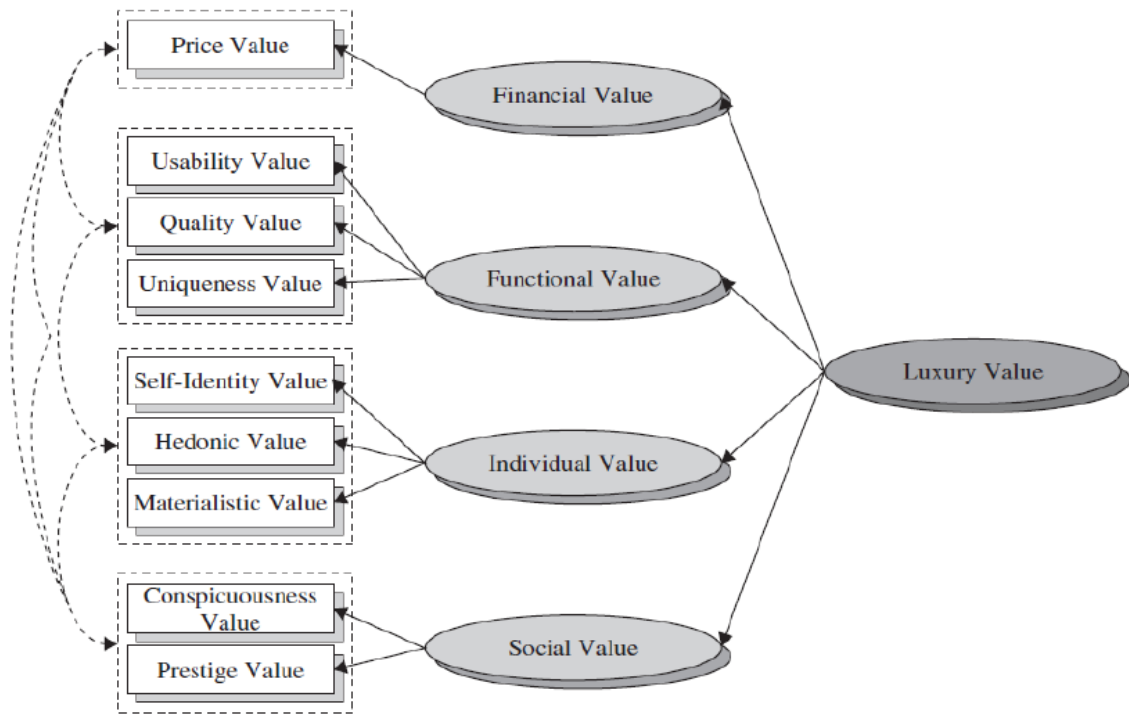 Price Value
Financial Value
Usability Value
Quality Value
Uniqueness Value
Functional Value
Luxury Value
Self-Identity Value
Hedonic Value
Materialistic Value
Individual Value
Conspicuousness
Value
Prestige Value
Social Value